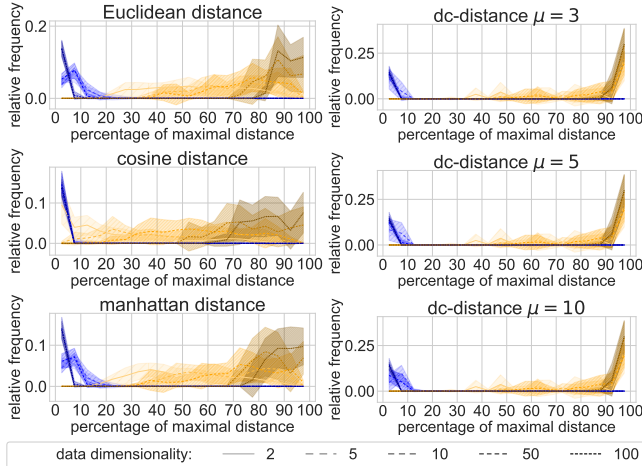 Euclidean distance
relative frequency
0.2
0.0
0 10 20 30 40 50 60 70 80 90 100
percentage of maximal distance
dc-distance μ = 3
relative frequency
0.25
0.00
0 10 20 30 40 50 60 70 80 90 100
percentage of maximal distance
cosine distance
relative frequency
0.1
0.0
0 10 20 30 40 50 60 70 80 90 100
percentage of maximal distance
dc-distance μ = 5
relative frequency
0.25
0.00
0 10 20 30 40 50 60 70 80 90 100
percentage of maximal distance
manhattan distance
relative frequency
0.1
0.0
0 10 20 30 40 50 60 70 80 90 100
percentage of maximal distance
dc-distance μ = 10
relative frequency
0.25
0.00
0 10 20 30 40 50 60 70 80 90 100
percentage of maximal distance
data dimensionality: 2 5 10 50 100